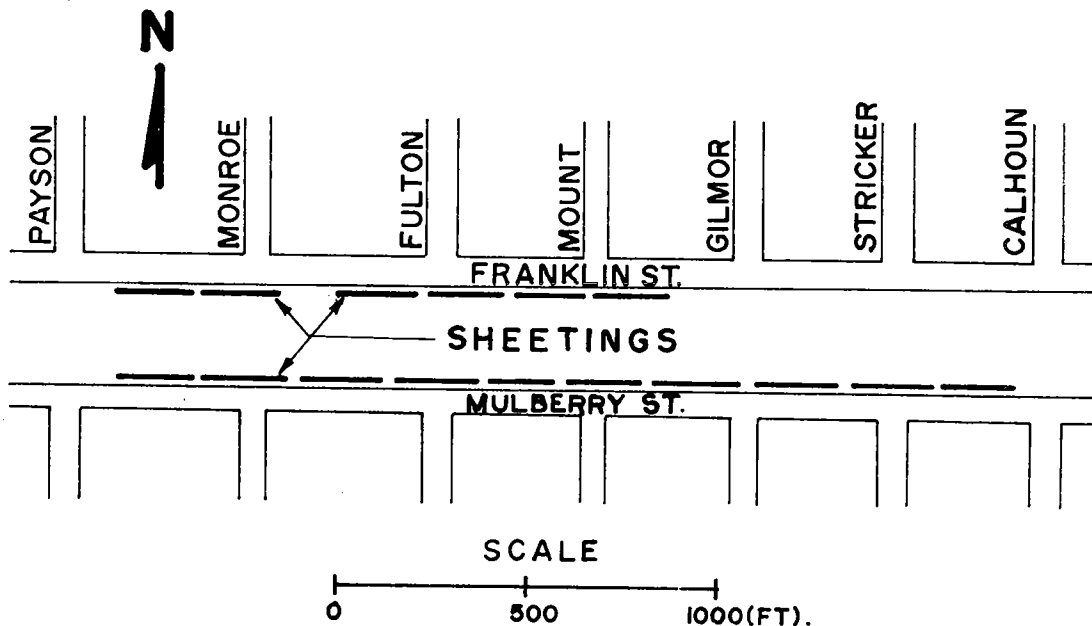 N
PAYSON
MONROE
FULTON
MOUNT
GILMOR
STRICKER
CALHOUN
FRANKLIN ST.
SHEETINGS
MULBERRY ST.
SCALE
0 500 1000(FT).